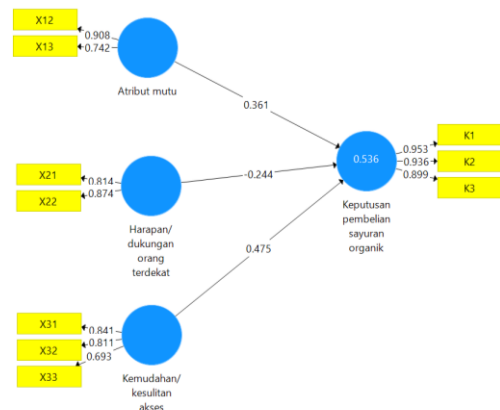 X12
0.908
X13
0.742
Atribut mutu
0.361
X21
0.814
X22
0.874
Harapan/
dukungan
orang
terdekat
-0.244
0.536
Keputusan
pembelian
sayuran
organik
0.953
K1
0.936
K2
0.899
K3
0.475
X31
0.841
X32
0.811
X33
0.693
Kemudahan/
kesulitan
akses